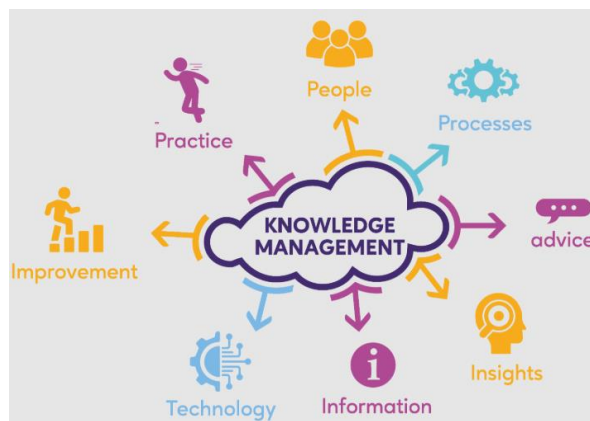 People
Processes
Practice
KNOWLEDGE
MANAGEMENT
advice
Improvement
Insights
Technology
Information